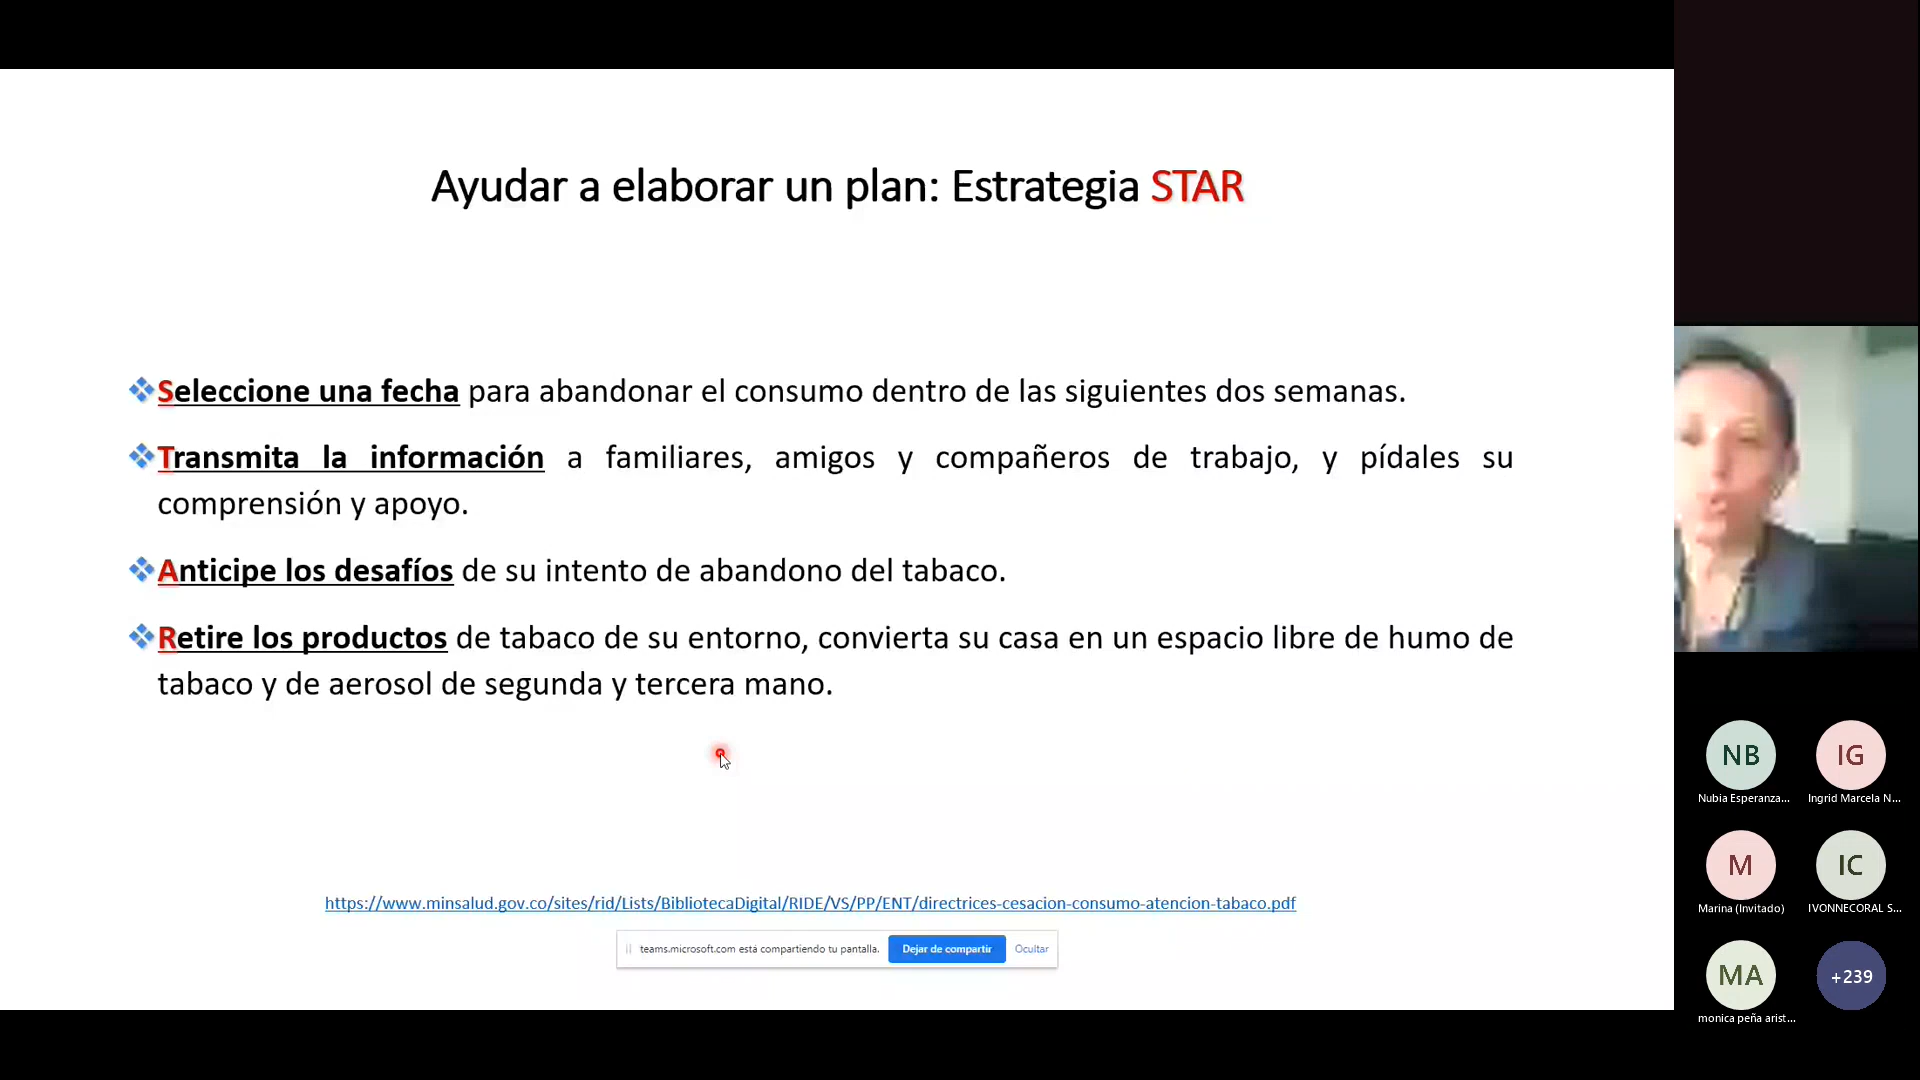 Ayudar a elaborar un plan: Estrategia STAR
Seleccione una fecha para abandonar el consumo dentro de las siguientes dos semanas.
Transmita la información a familiares, amigos y compañeros de trabajo, y pídales su
comprensión y apoyo.
Anticipe los desafíos de su intento de abandono del tabaco.
Retire los productos de tabaco de su entorno, convierta su casa en un espacio libre de humo de
tabaco y de aerosol de segunda y tercera mano.
https://www.minsalud.gov.co/sites/rid/Lists/BibliotecaDigital/RIDE/VS/PP/ENT/directrices-cesacion-consumo-atencion-tabaco.pdf
teams.microsoft.com está compartiendo tu pantalla. Dejar de compartir Ocultar
NB IG
Nubia Esperanza... Ingrid Marcela N...
M IC
Marina (Invitado) IVONNECORAL S...
MA +239
monica peña arist...